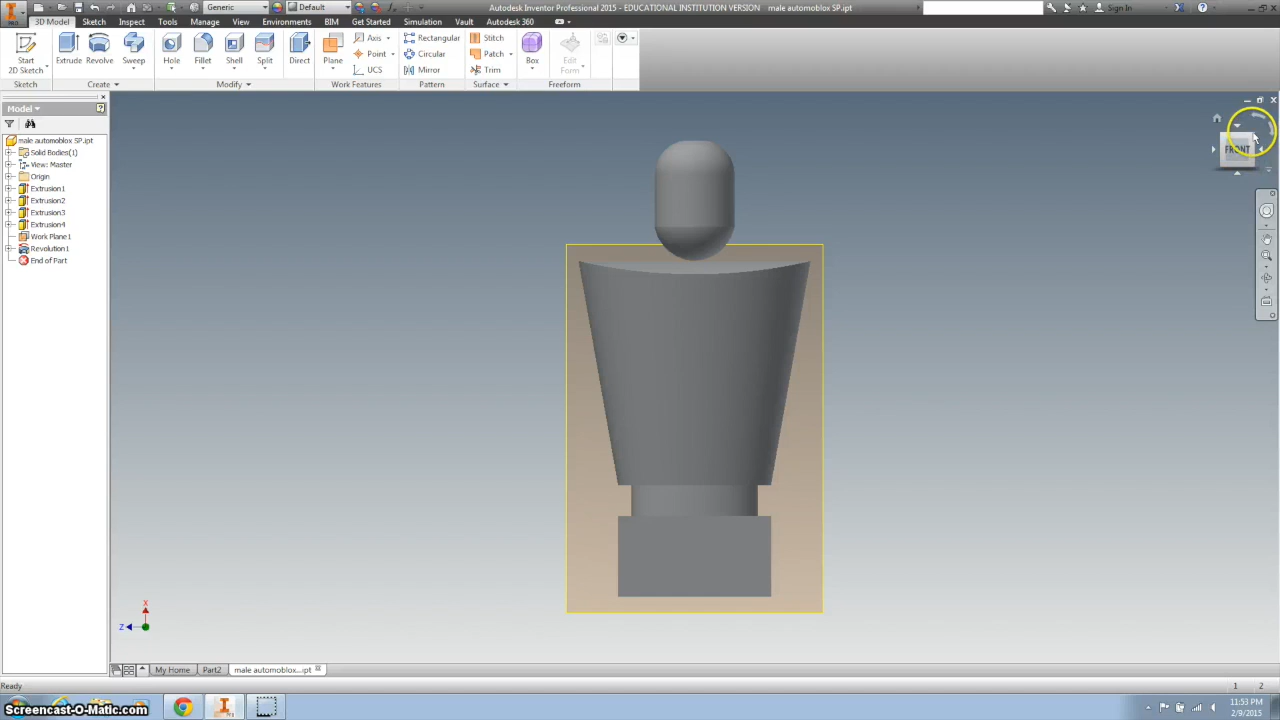 PRO
Generic
Default
Autodesk Inventor Professional 2015 - EDUCATIONAL INSTITUTION VERSION male automoblox SP.ipt
Sign In
3D Model
Sketch
Inspect
Tools
Manage
View
Environments
BIM
Get Started
Simulation
Vault
Autodesk 360
Start
2D Sketch
Extrude
Revolve
Sweep
Hole
Fillet
Shell
Split
Direct
Plane
Axis
Point
UCS
Rectangular
Circular
Mirror
Stitch
Patch
Trim
Box
Edit
Form
Sketch
Create
Modify
Work Features
Pattern
Surface
Freeform
Model
male automoblox SP.ipt
Solid Bodies(1)
View: Master
Origin
Extrusion1
Extrusion2
Extrusion3
Extrusion4
Work Plane1
Revolution1
End of Part
FRONT
X
Z
My Home
Part2
male automoblox...ipt
Ready
1
2
Screencast-O-Matic.com
11:53 PM
2/9/2015